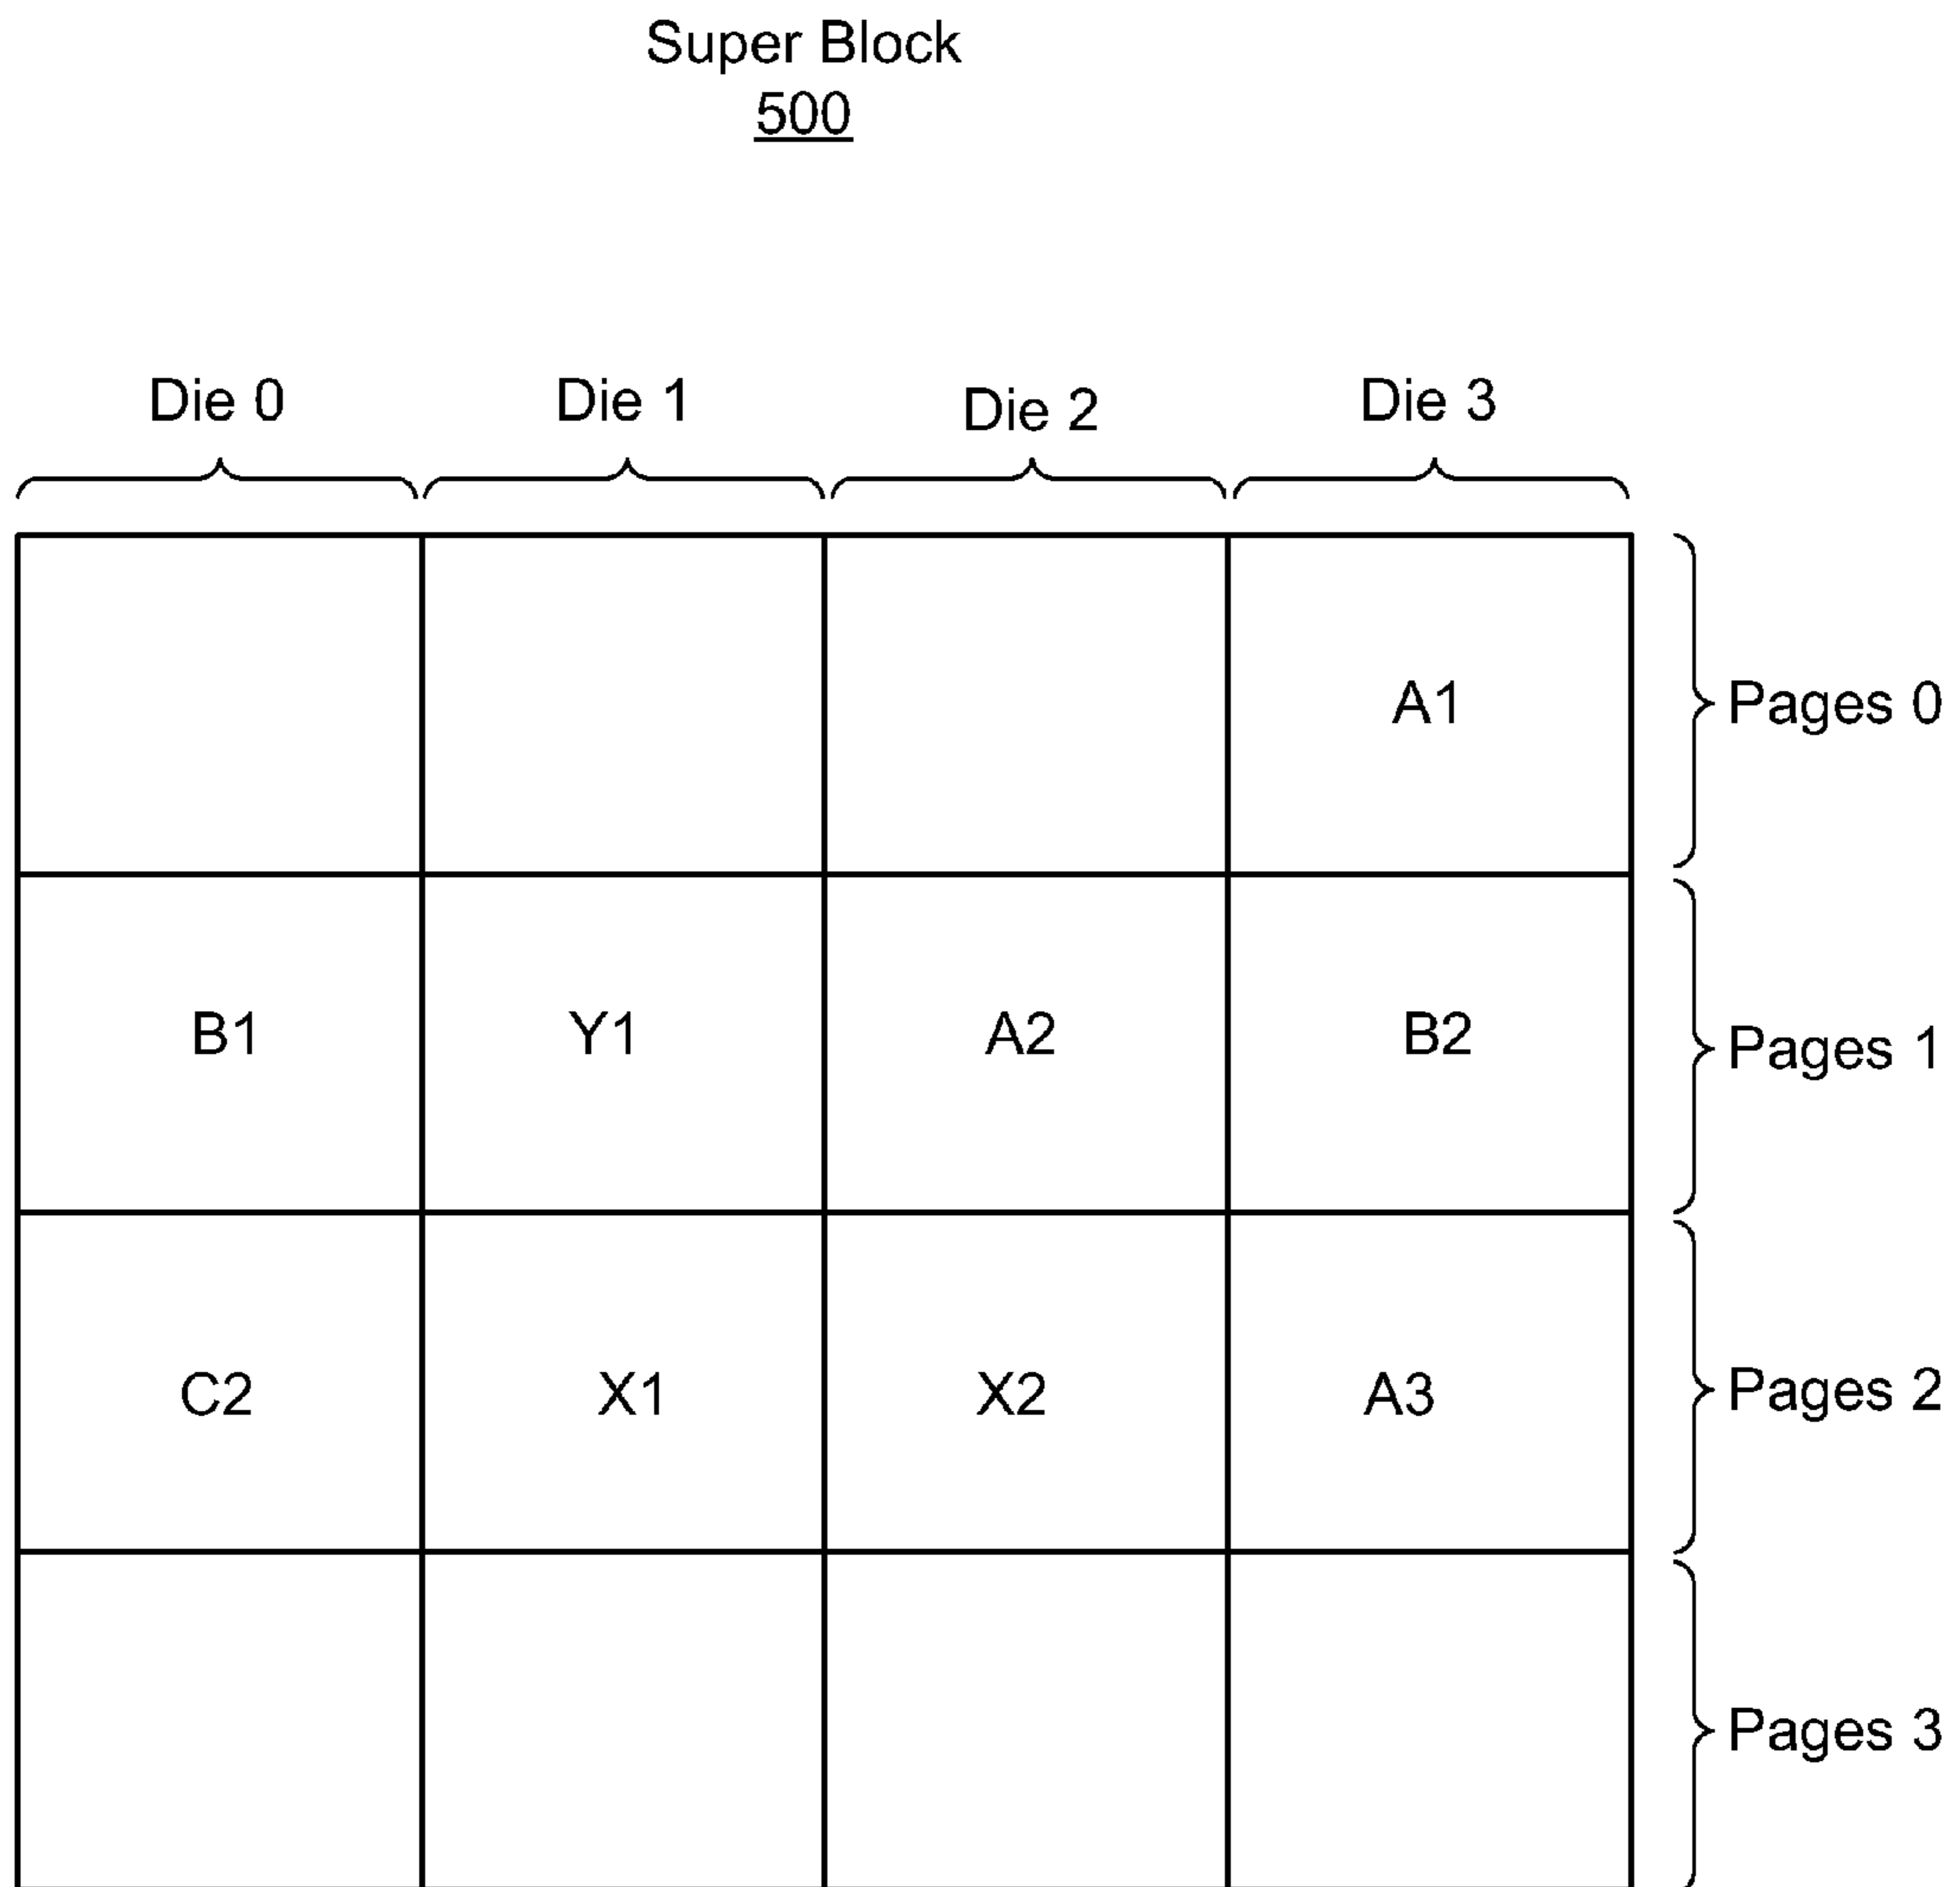 Super Block
500
Die 0 Die 1 Die 2 Die 3
A1 Pages 0
B1 Y1 A2 B2 Pages 1
C2 X1 X2 A3 Pages 2
Pages 3